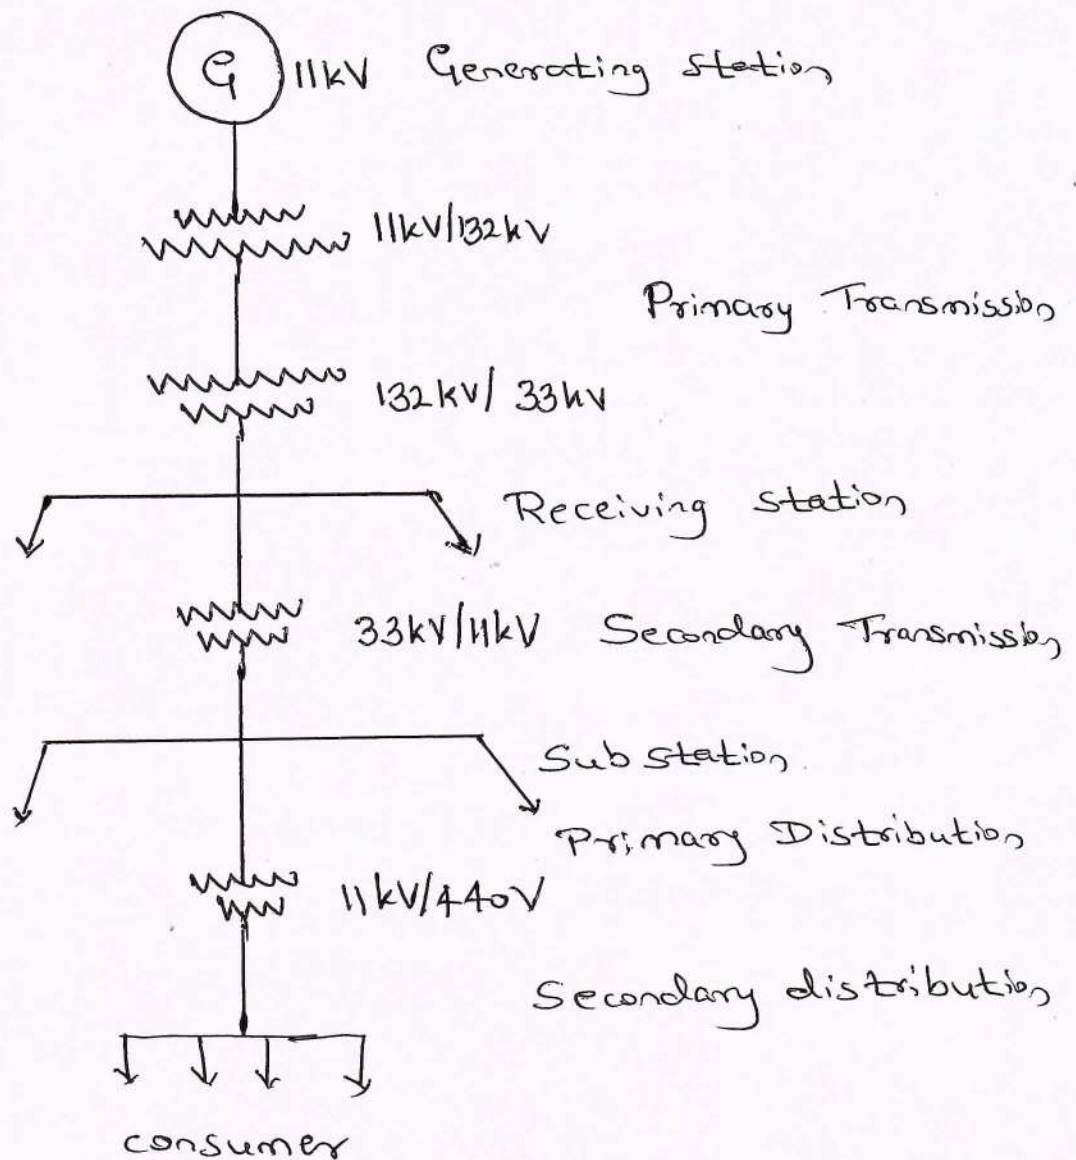 G 11kV Generating station
11kV/132kV
Primary Transmission
132kV/ 33kV
Receiving station
33kV/11kV Secondary Transmission
Sub station
Primary Distribution
11kV/440V
Secondary distribution
consumer